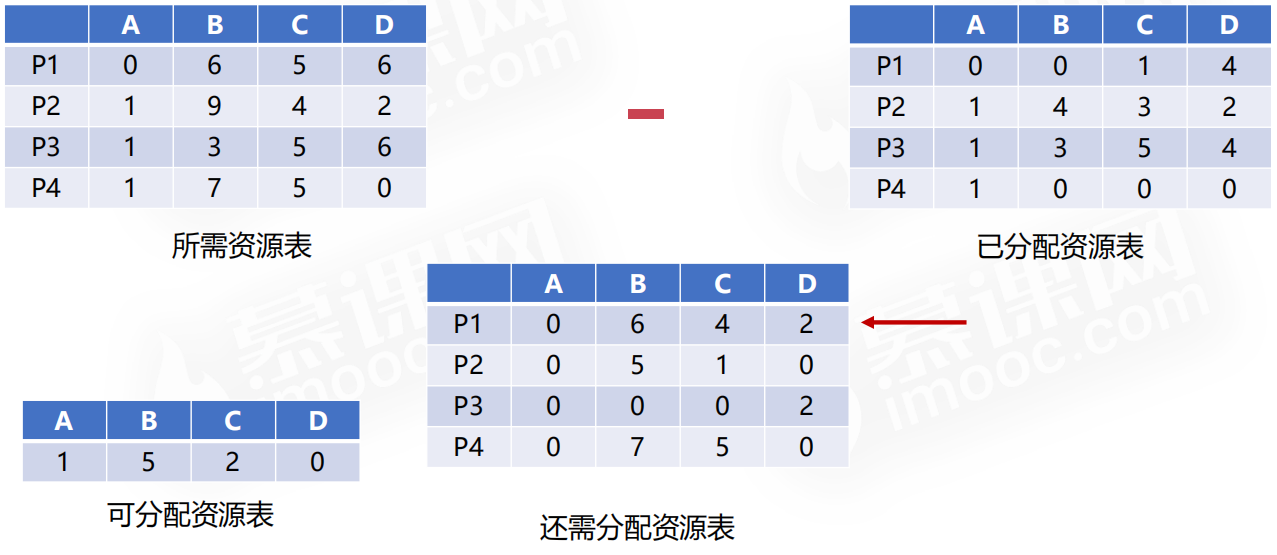 A B C D
P1 0 6 5 6
P2 1 9 4 2
P3 1 3 5 6
P4 1 7 5 0
所需资源表
A B C D
P1 0 0 1 4
P2 1 4 3 2
P3 1 3 5 4
P4 1 0 0 0
已分配资源表
A B C D
1 5 2 0
可分配资源表
A B C D
P1 0 6 4 2
P2 0 5 1 0
P3 0 0 0 2
P4 0 7 5 0
还需分配资源表
慕课网
imooc.com
慕课网
imooc.com